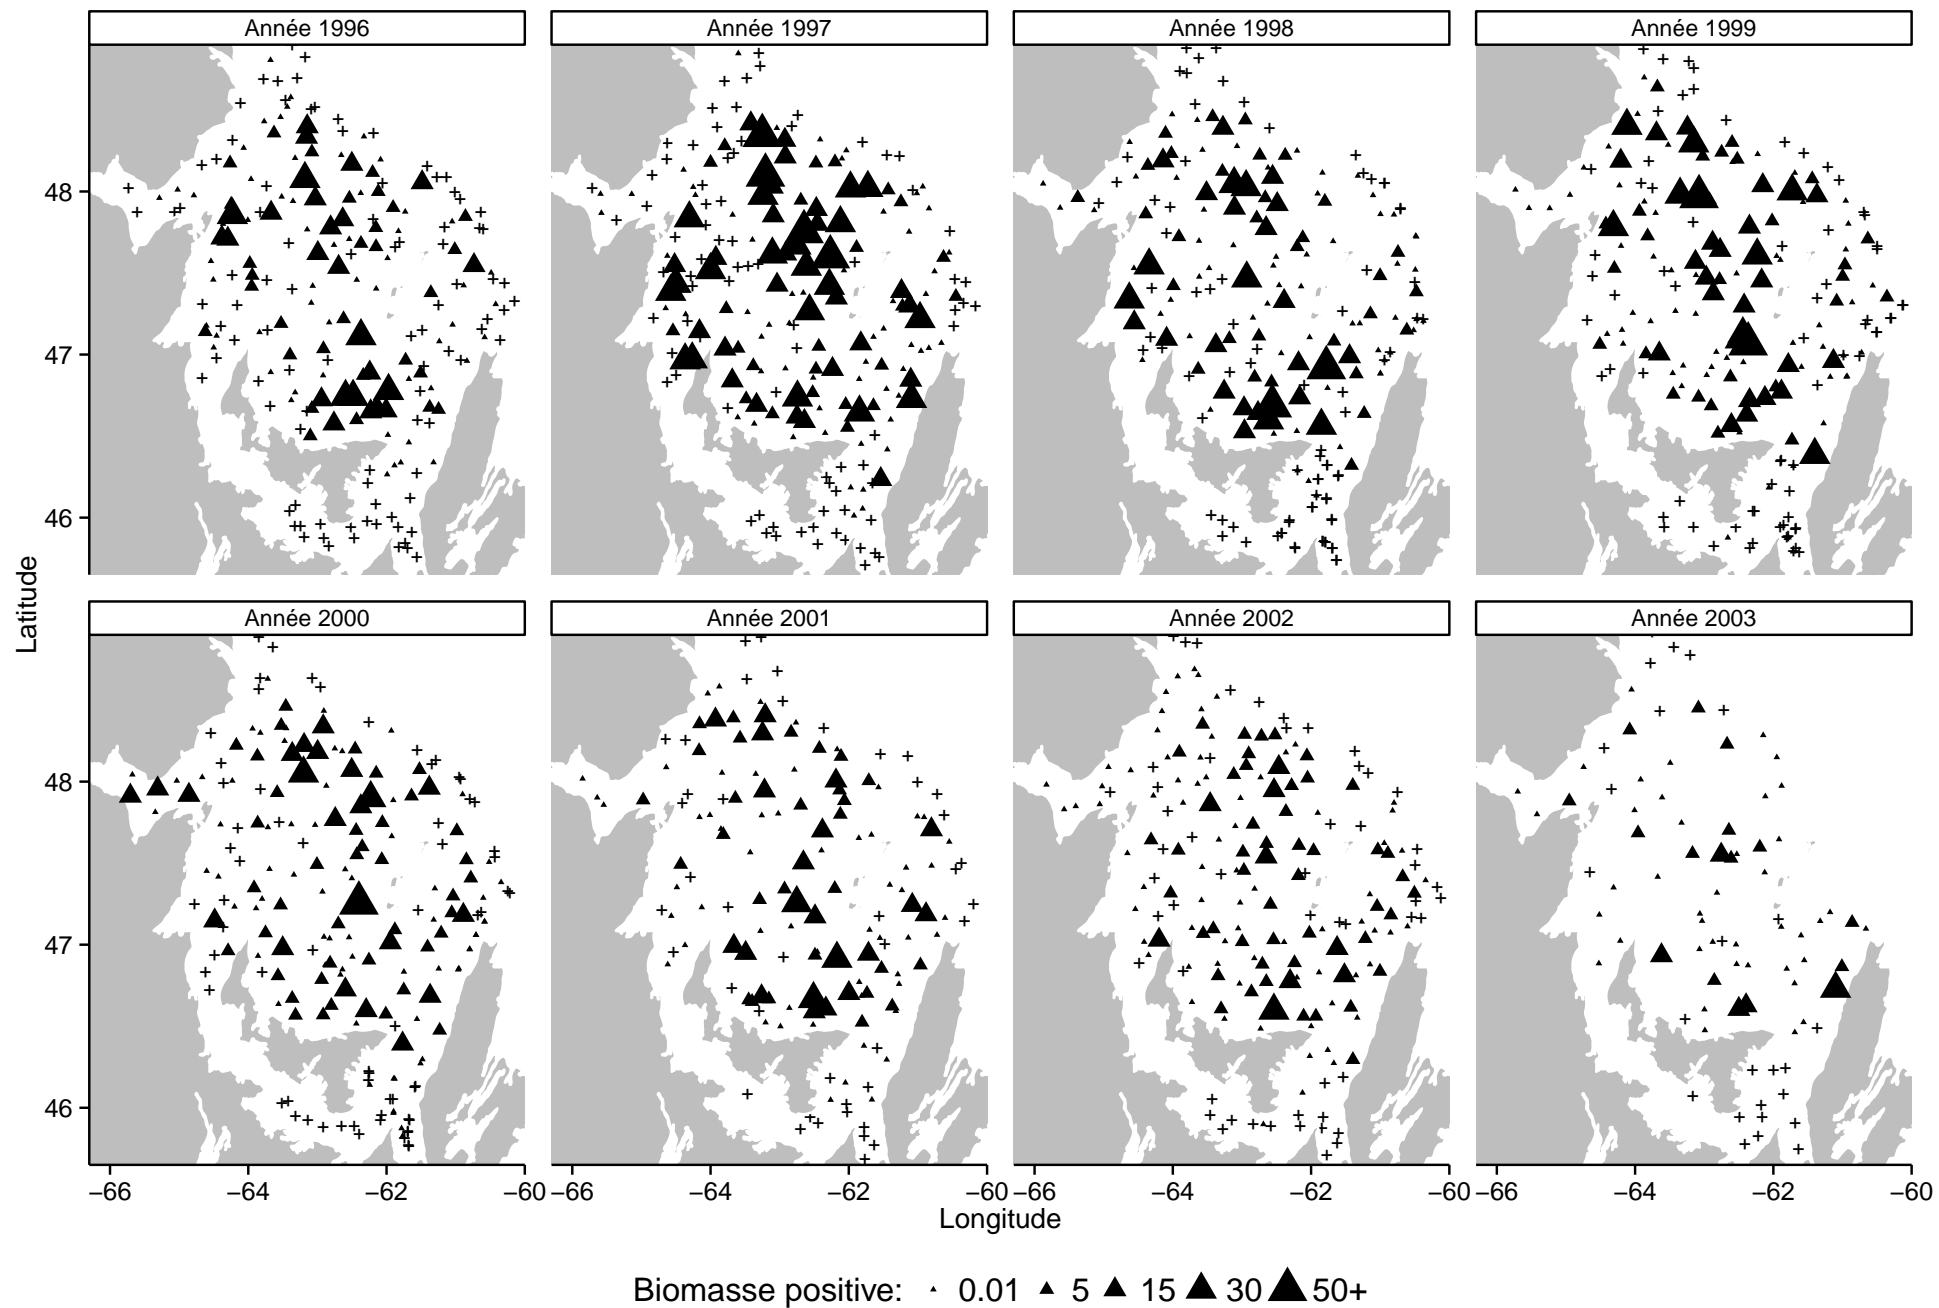 Année 1996 Année 1997 Année 1998 Année 1999
48
47
46
Latitude
Année 2000 Année 2001 Année 2002 Année 2003
48
47
46
−66 −64 −62 −60 −66 −64 −62 −60 −66 −64 −62 −60 −66 −64 −62 −60
Longitude
Biomasse positive: 0.01 5 15 30 50+